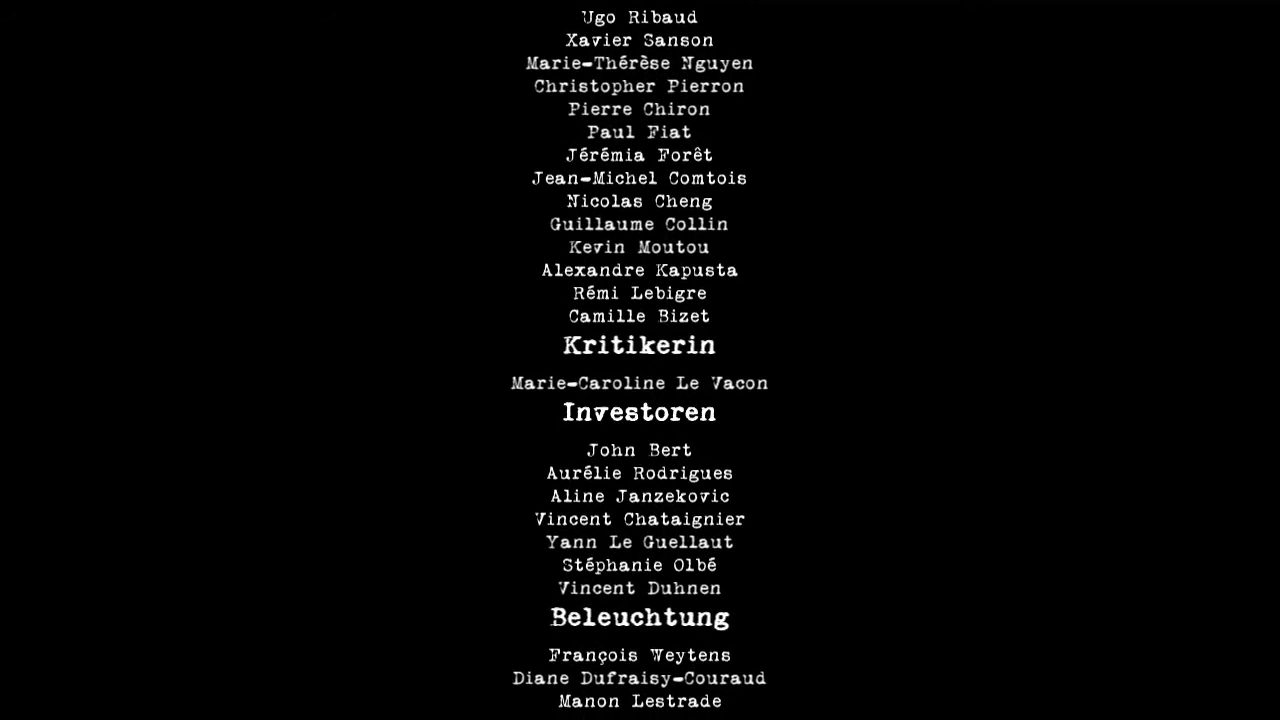 Ugo Ribaud
Xavier Sanson
Marie-Thérèse Nguyen
Christopher Pierron
Pierre Chiron
Paul Fiat
Jérémia Forêt
Jean-Michel Comtois
Nicolas Cheng
Guillaume Collin
Kevin Moutou
Alexandre Kapusta
Rémi Lebigre
Camille Bizet
Kritikerin
Marie-Caroline Le Vacon
Investoren
John Bert
Aurélie Rodrigues
Aline Janzekovic
Vincent Chataignier
Yann Le Guellaut
Stéphanie Olbé
Vincent Duhnen
Beleuchtung
François Weytens
Diane Dufraisy-Couraud
Manon Lestrade